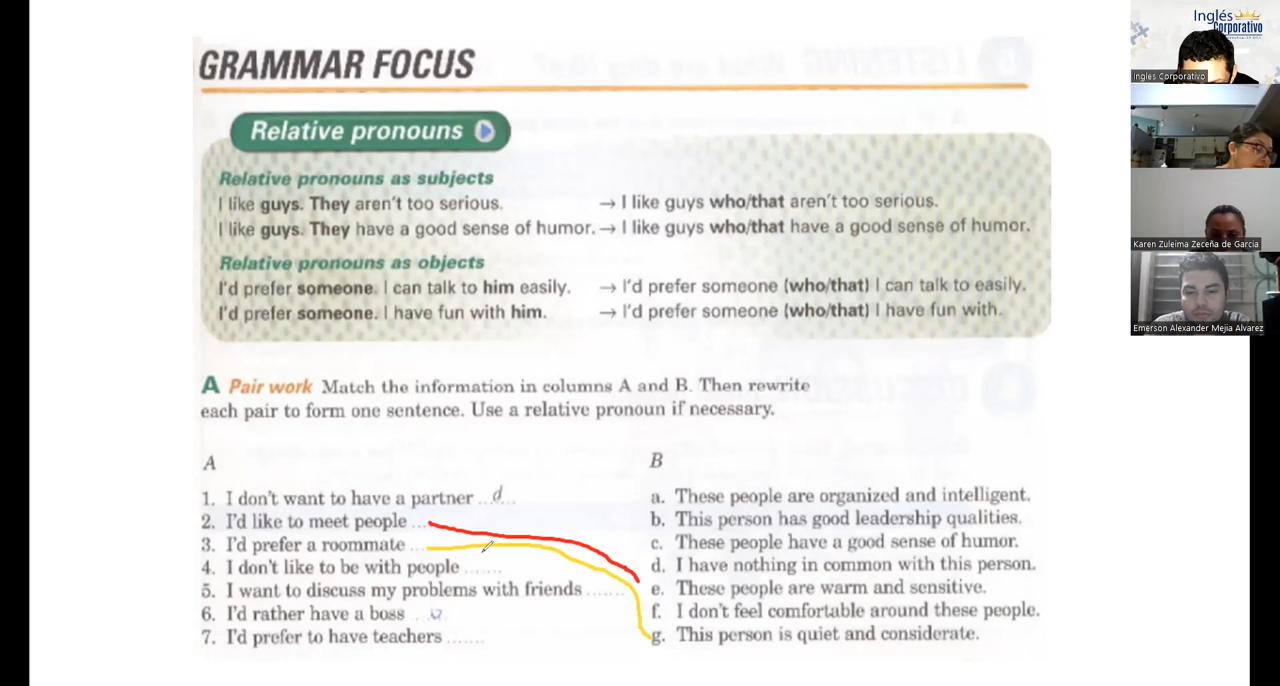 GRAMMAR FOCUS
Relative pronouns
Relative pronouns as subjects
I like guys. They aren't too serious. → I like guys who/that aren't too serious.
I like guys. They have a good sense of humor. → I like guys who/that have a good sense of humor.
Relative pronouns as objects
I'd prefer someone. I can talk to him easily. → I'd prefer someone (who/that) I can talk to easily.
I'd prefer someone. I have fun with him. → I'd prefer someone (who/that) I have fun with.
A Pair work Match the information in columns A and B. Then rewrite
each pair to form one sentence. Use a relative pronoun if necessary.
A
1. I don't want to have a partner ...d...
2. I'd like to meet people ...
3. I'd prefer a roommate ...
4. I don't like to be with people .......
5. I want to discuss my problems with friends .......
6. I'd rather have a boss ...
7. I'd prefer to have teachers .......
B
a. These people are organized and intelligent.
b. This person has good leadership qualities.
c. These people have a good sense of humor.
d. I have nothing in common with this person.
e. These people are warm and sensitive.
f. I don't feel comfortable around these people.
g. This person is quiet and considerate.
Inglés
Corporativo
Ingles Corporativo
Karen Zuleima Zeceña de Garcia
Emerson Alexander Mejia Alvarez